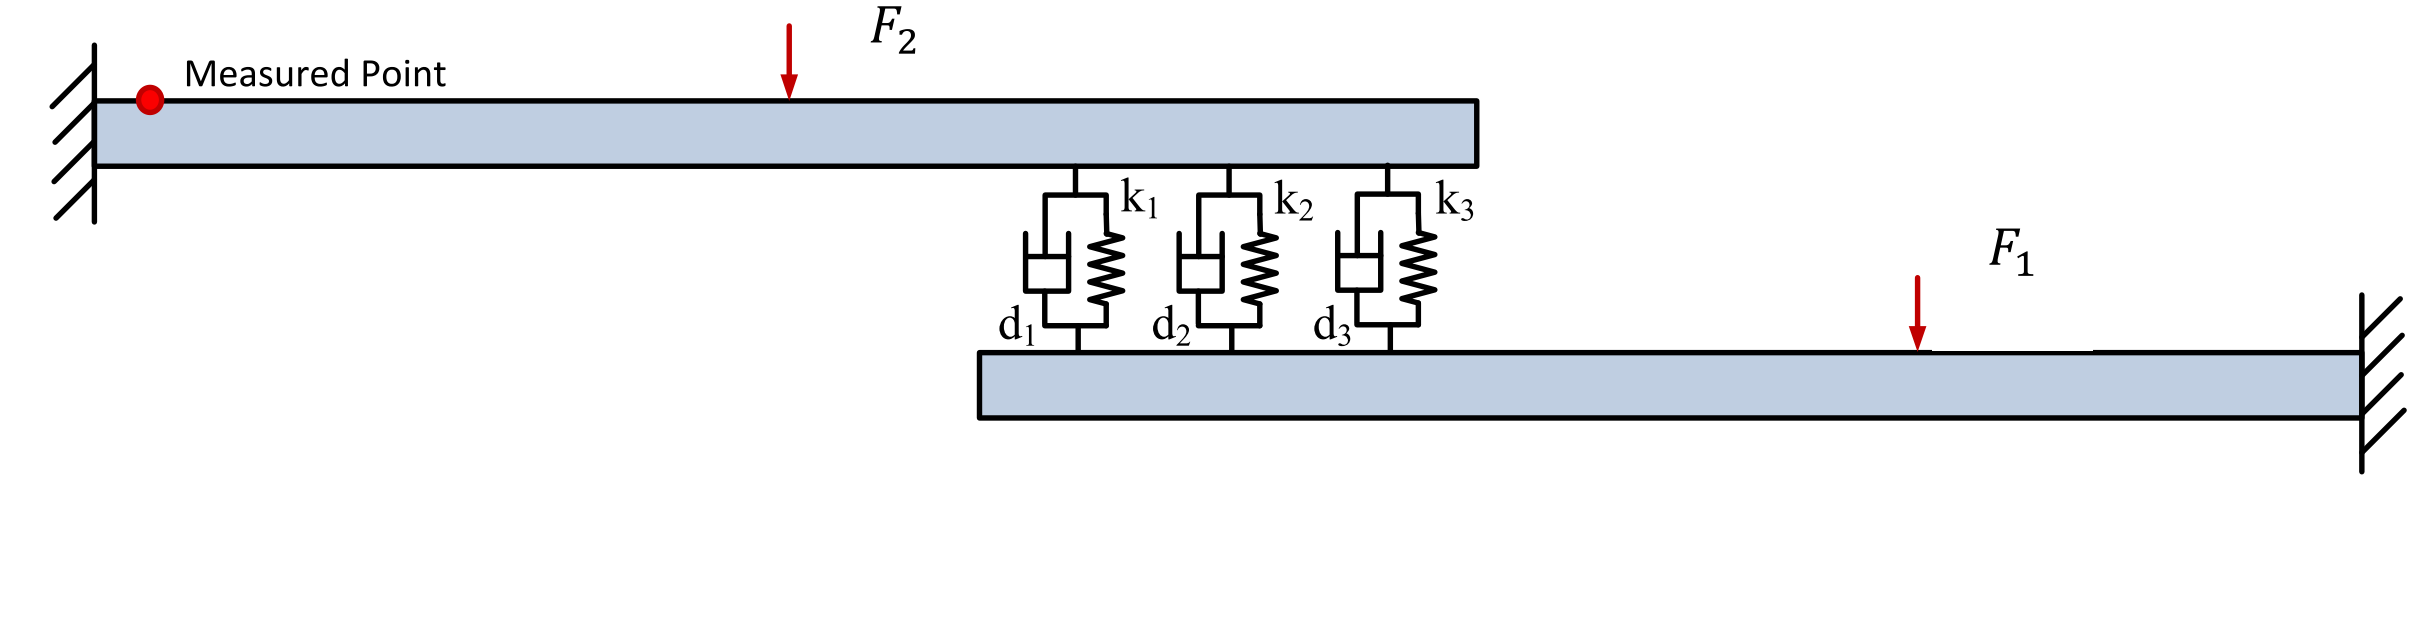 F₂
Measured Point
k₁ k₂ k₃
F₁
d₁ d₂ d₃